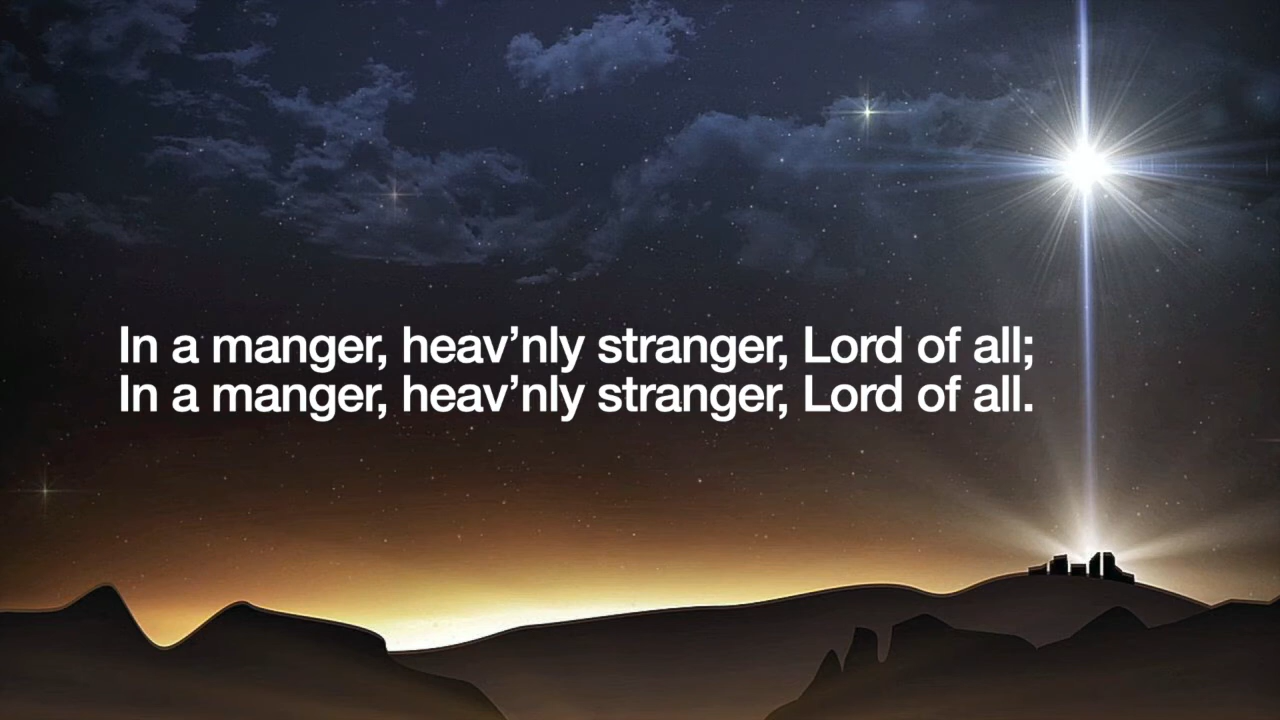 In a manger, heav’nly stranger, Lord of all;
In a manger, heav’nly stranger, Lord of all.